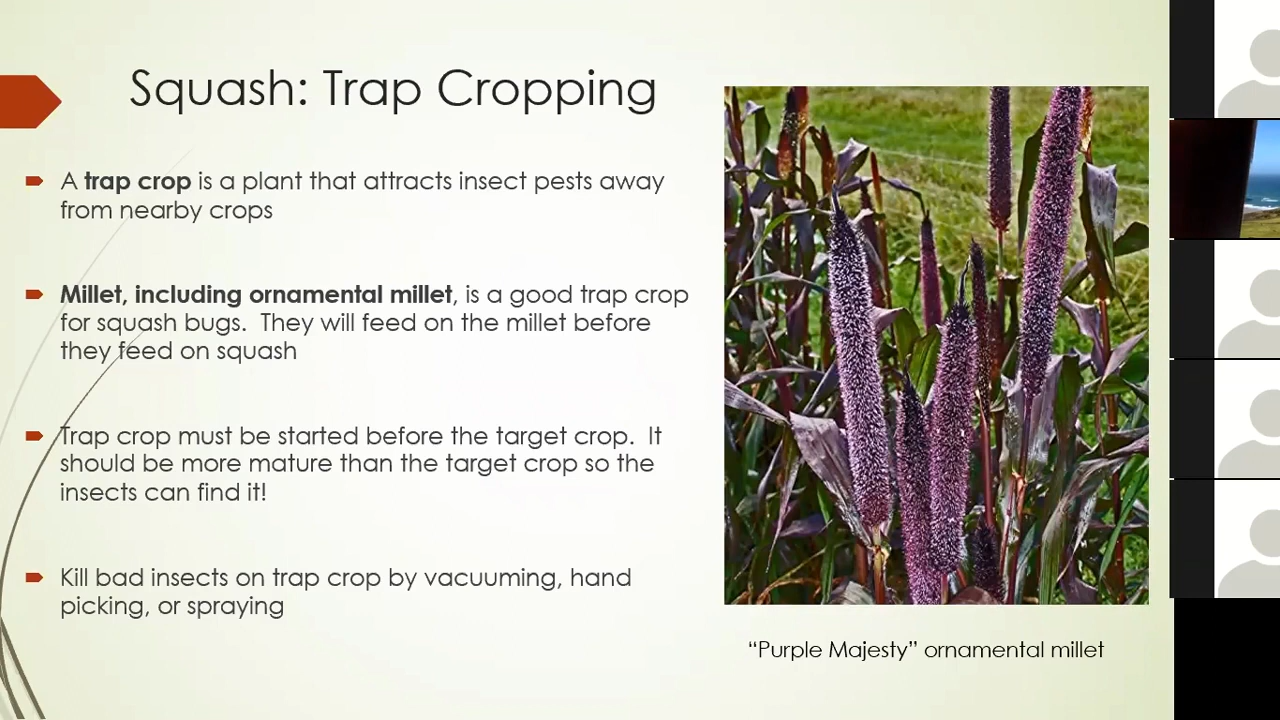 Squash: Trap Cropping
A trap crop is a plant that attracts insect pests away
from nearby crops
Millet, including ornamental millet, is a good trap crop
for squash bugs.  They will feed on the millet before
they feed on squash
Trap crop must be started before the target crop.  It
should be more mature than the target crop so the
insects can find it!
Kill bad insects on trap crop by vacuuming, hand
picking, or spraying
“Purple Majesty” ornamental millet